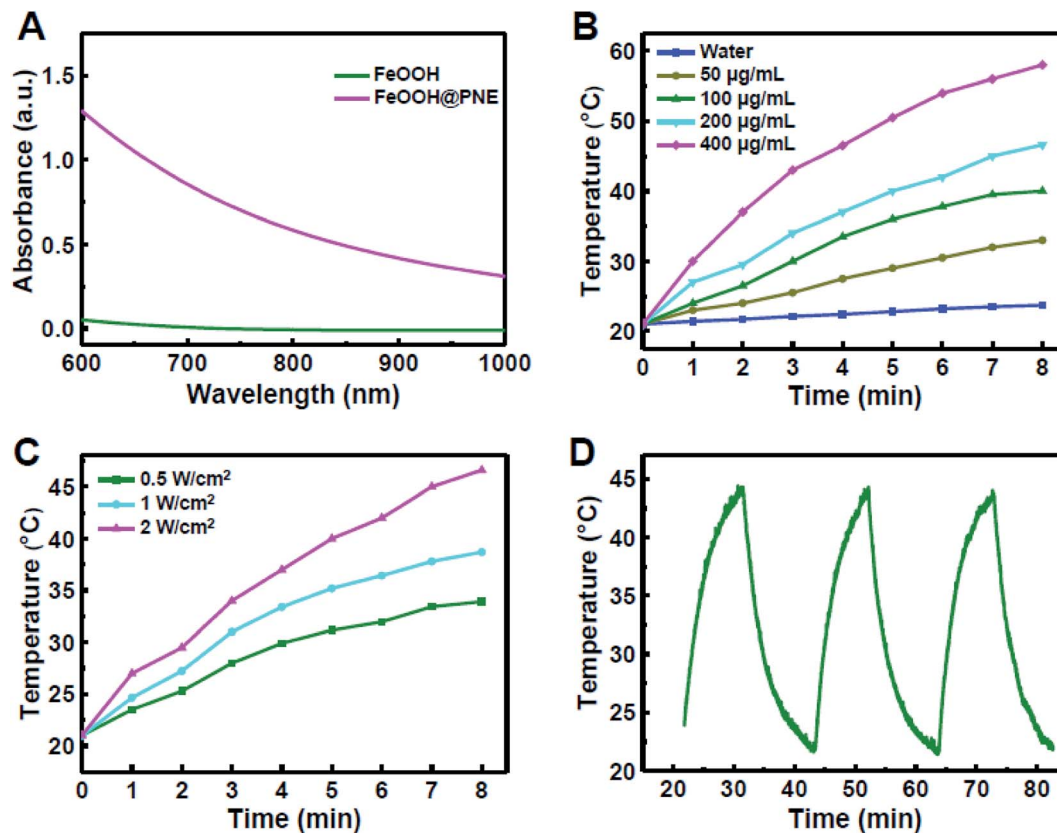 A
1.5
1.0
0.5
0.0
Absorbance (a.u.)
FeOOH
FeOOH@PNE
600 700 800 900 1000
Wavelength (nm)
B
60
50
40
30
20
Temperature (°C)
Water
50 µg/mL
100 µg/mL
200 µg/mL
400 µg/mL
0 1 2 3 4 5 6 7 8
Time (min)
C
45
40
35
30
25
20
Temperature (°C)
0.5 W/cm²
1 W/cm²
2 W/cm²
0 1 2 3 4 5 6 7 8
Time (min)
D
45
40
35
30
25
20
Temperature (°C)
20 30 40 50 60 70 80
Time (min)